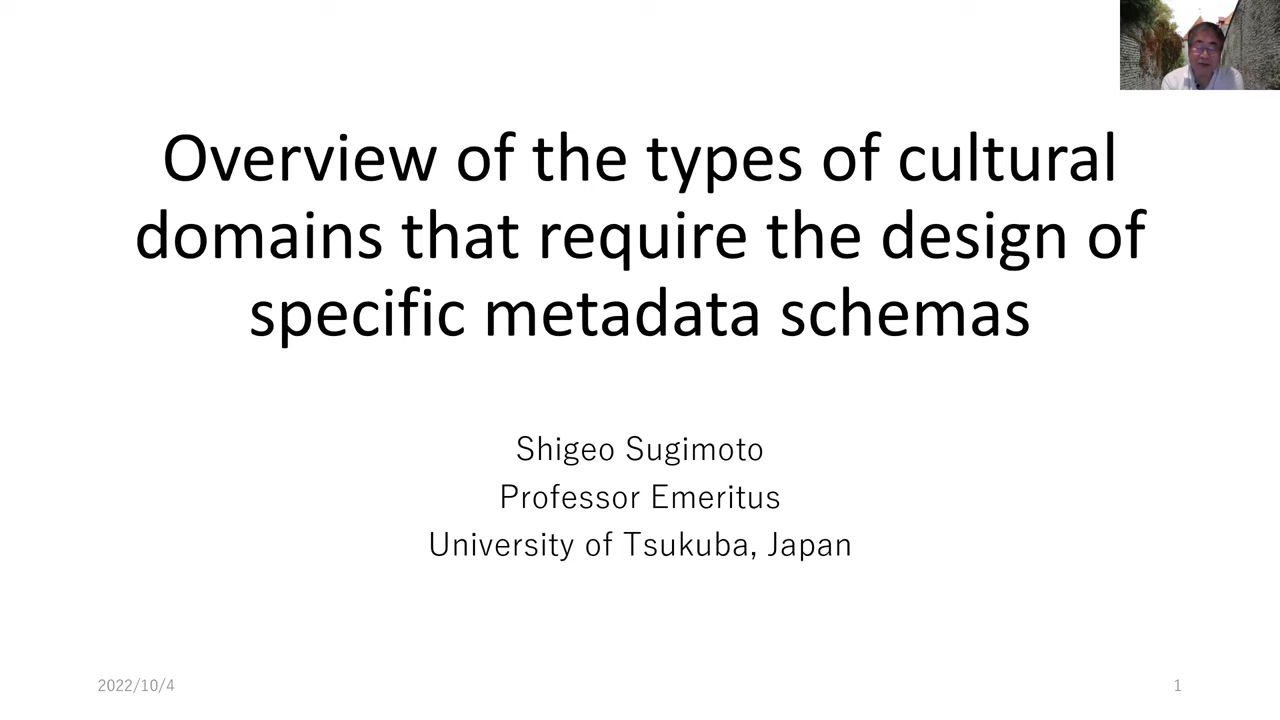 Overview of the types of cultural
domains that require the design of
specific metadata schemas
Shigeo Sugimoto
Professor Emeritus
University of Tsukuba, Japan
2022/10/4
1